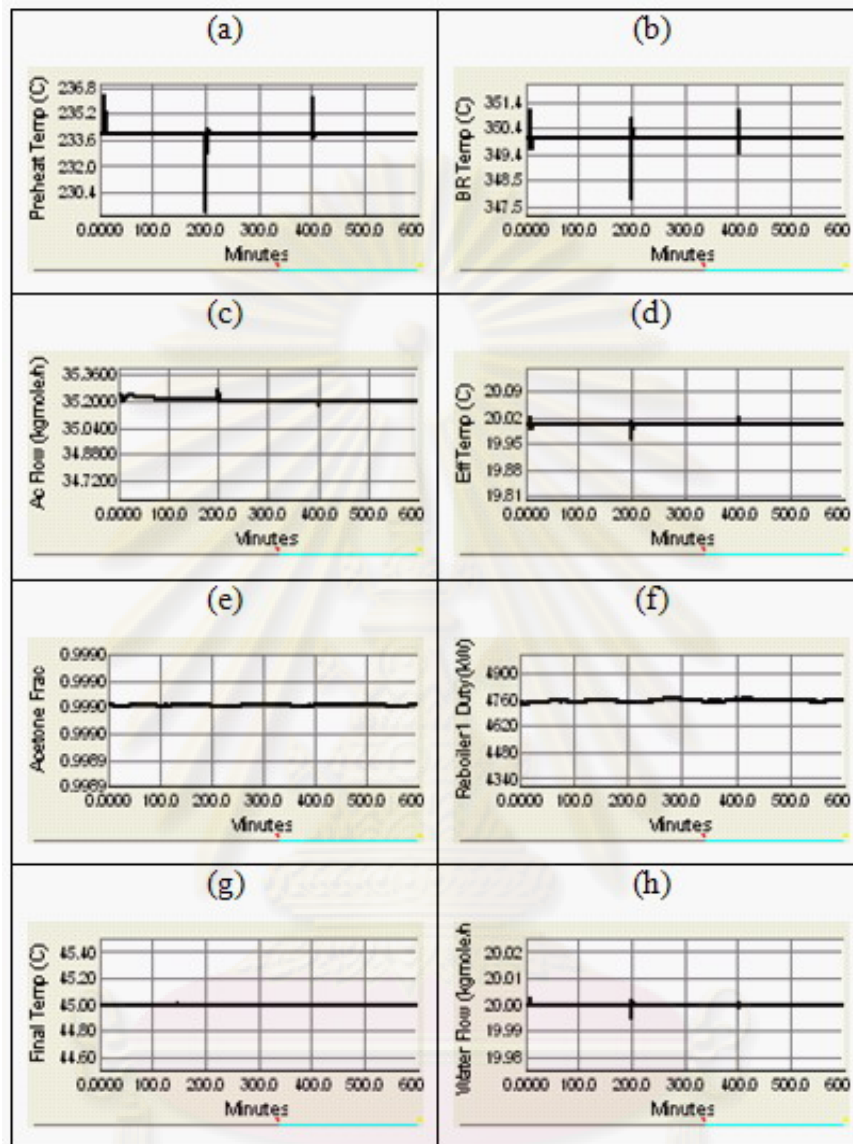 (a)
Preheat Temp (C)
236.8
235.2
233.6
232.0
230.4
0.0000 100.0 200.0 300.0 400.0 500.0 600
Minutes
(b)
BR Temp (C)
351.4
350.4
349.4
348.5
347.5
0.0000 100.0 200.0 300.0 400.0 500.0 600
Minutes
(c)
Ac Flow (kgmole/h
35.3600
35.2000
35.0400
34.8800
34.7200
0.0000 100.0 200.0 300.0 400.0 500.0 600
Minutes
(d)
Eff Temp (C)
20.09
20.02
19.95
19.88
19.81
0.0000 100.0 200.0 300.0 400.0 500.0 600
Minutes
(e)
Acetone Frac
0.9990
0.9990
0.9990
0.9990
0.9989
0.9989
0.0000 100.0 200.0 300.0 400.0 500.0 600
Minutes
(f)
Reboiler1 Duty(kW)
4900
4760
4620
4480
4340
0.0000 100.0 200.0 300.0 400.0 500.0 600
Minutes
(g)
Final Temp (C)
45.40
45.20
45.00
44.80
44.60
0.0000 100.0 200.0 300.0 400.0 500.0 600
Minutes
(h)
Water Flow (kgmole/h
20.02
20.01
20.00
19.99
19.98
0.0000 100.0 200.0 300.0 400.0 500.0 600
Minutes